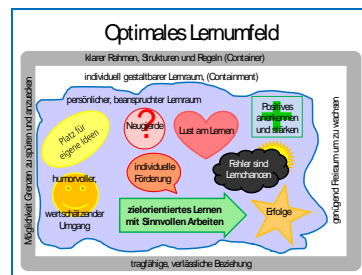 Optimales Lernumfeld
klarer Rahmen, Strukturen und Regeln (Container)
individuell gestaltbarer Lernraum, (Containment)
persönlicher, beanspruchter Lernraum
Möglichkeit Grenzen zu spüren und anzuecken
genügend Freiraum um zu wachsen
Platz für
eigene Ideen
?
Neugierde
Lust am Lernen
Positives
anerkennen
und stärken
humorvoller,
wertschätzender
Umgang
individuelle
Förderung
Fehler sind
Lernchancen
zielorientiertes Lernen
mit Sinnvollen Arbeiten
Erfolge
tragfähige, verlässliche Beziehung